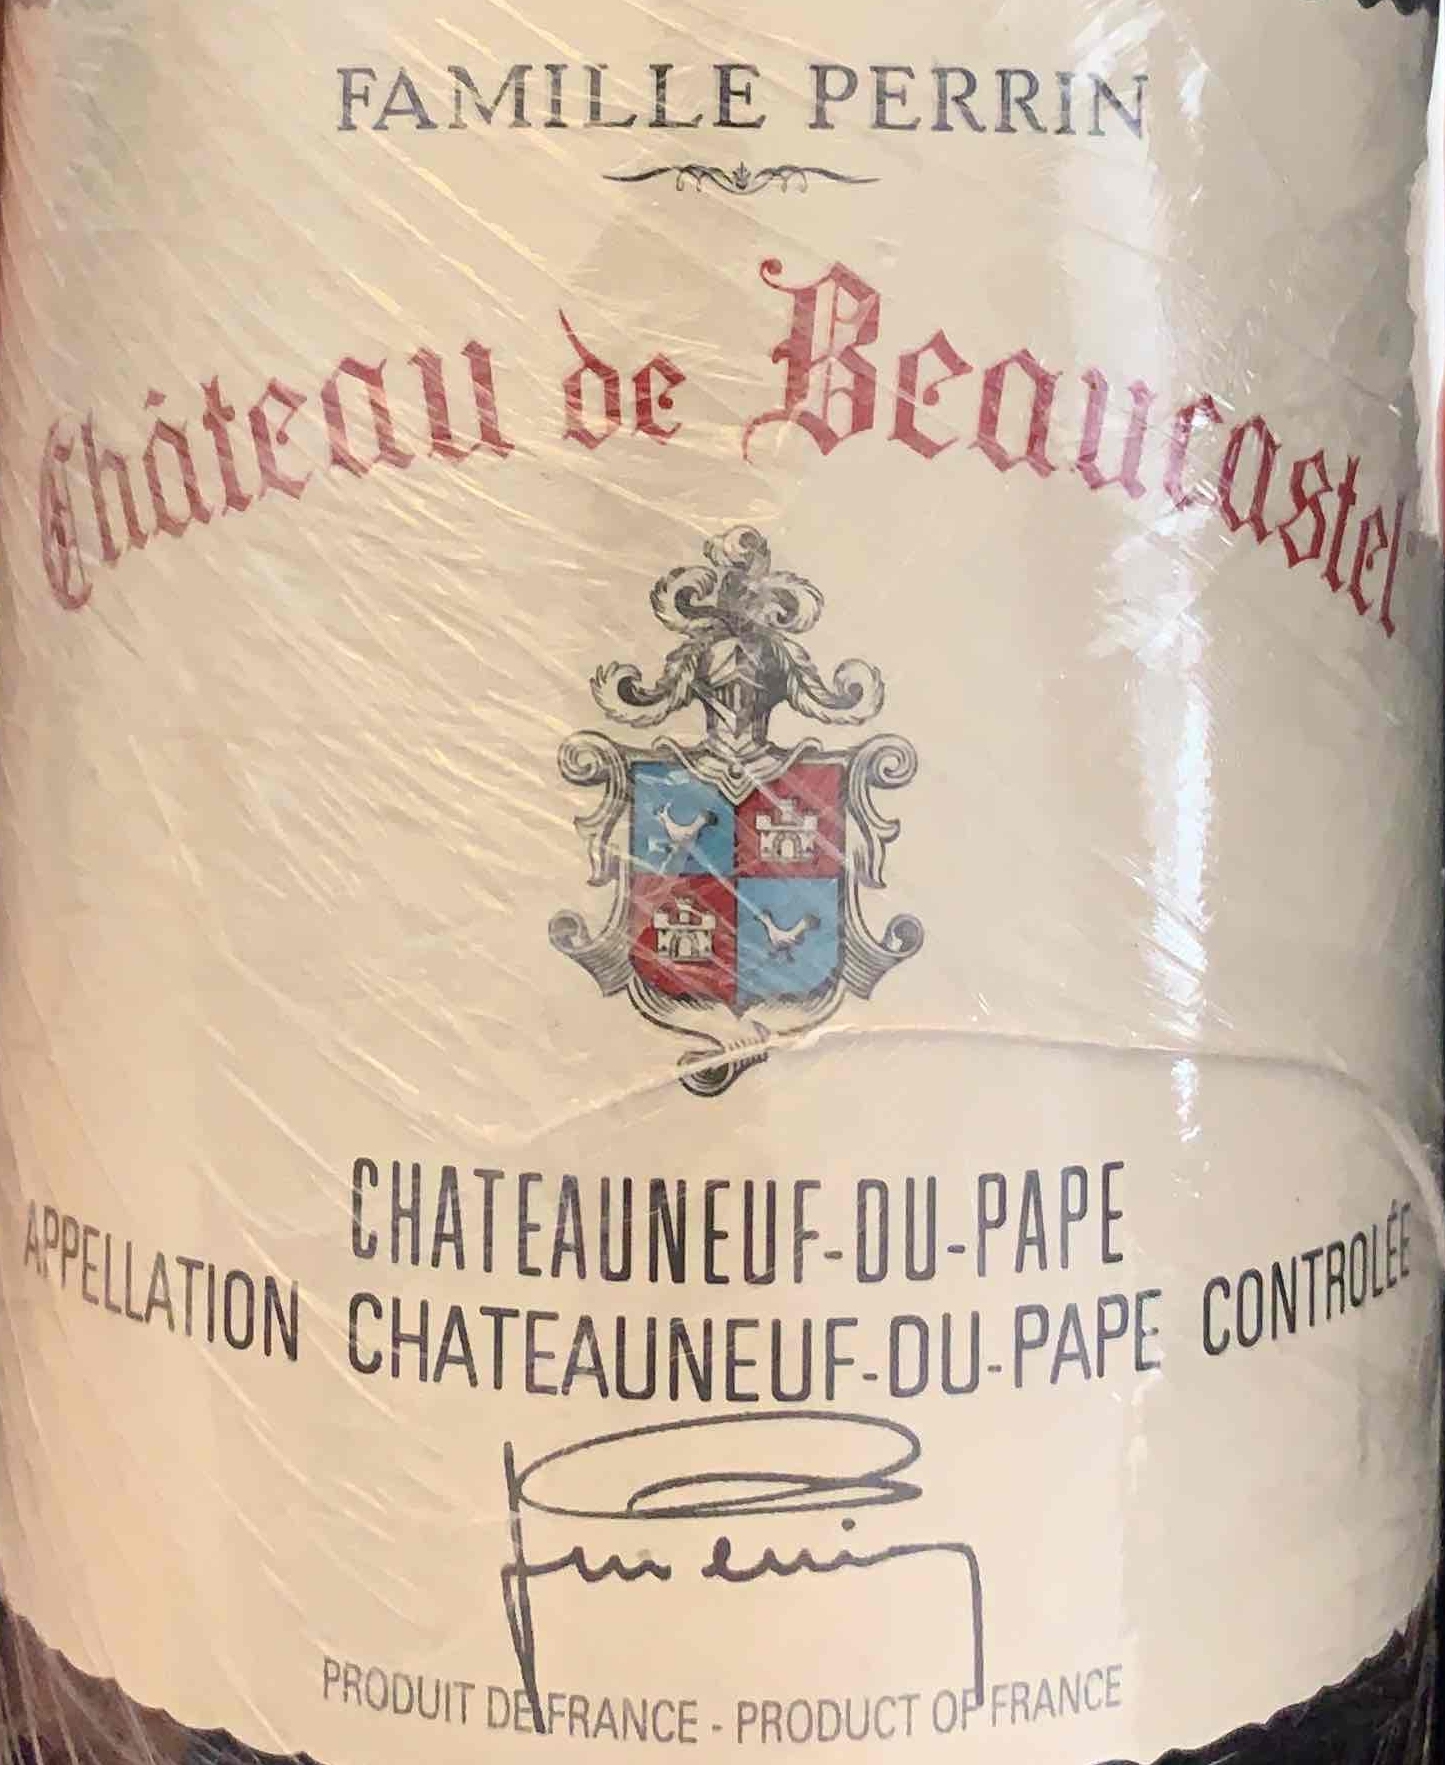 FAMILLE PERRIN
Château de Beaucastel
CHATEAUNEUF-DU-PAPE
APPELLATION CHATEAUNEUF-DU-PAPE CONTROLÉE
PRODUIT DE FRANCE - PRODUCT OF FRANCE